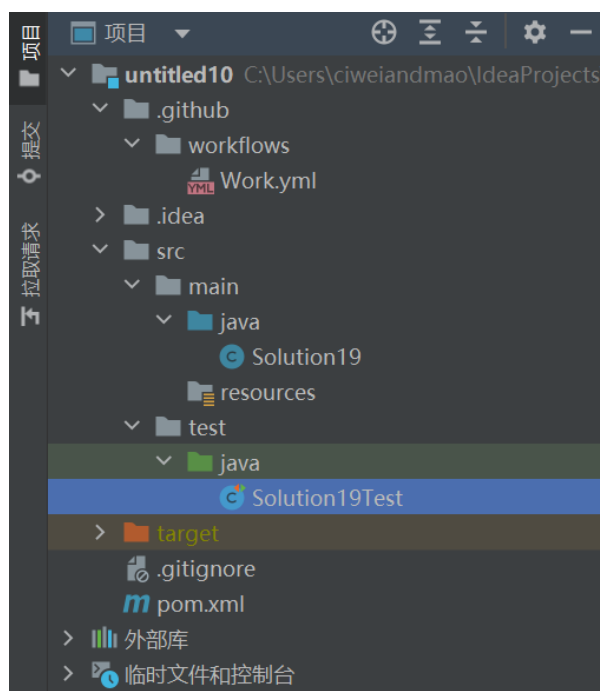 项目
提交
拉取请求
项目
untitled10 C:\Users\ciweiandmao\IdeaProjects
.github
workflows
YML Work.yml
.idea
src
main
java
C Solution19
resources
test
java
C Solution19Test
target
.gitignore
m pom.xml
外部库
临时文件和控制台